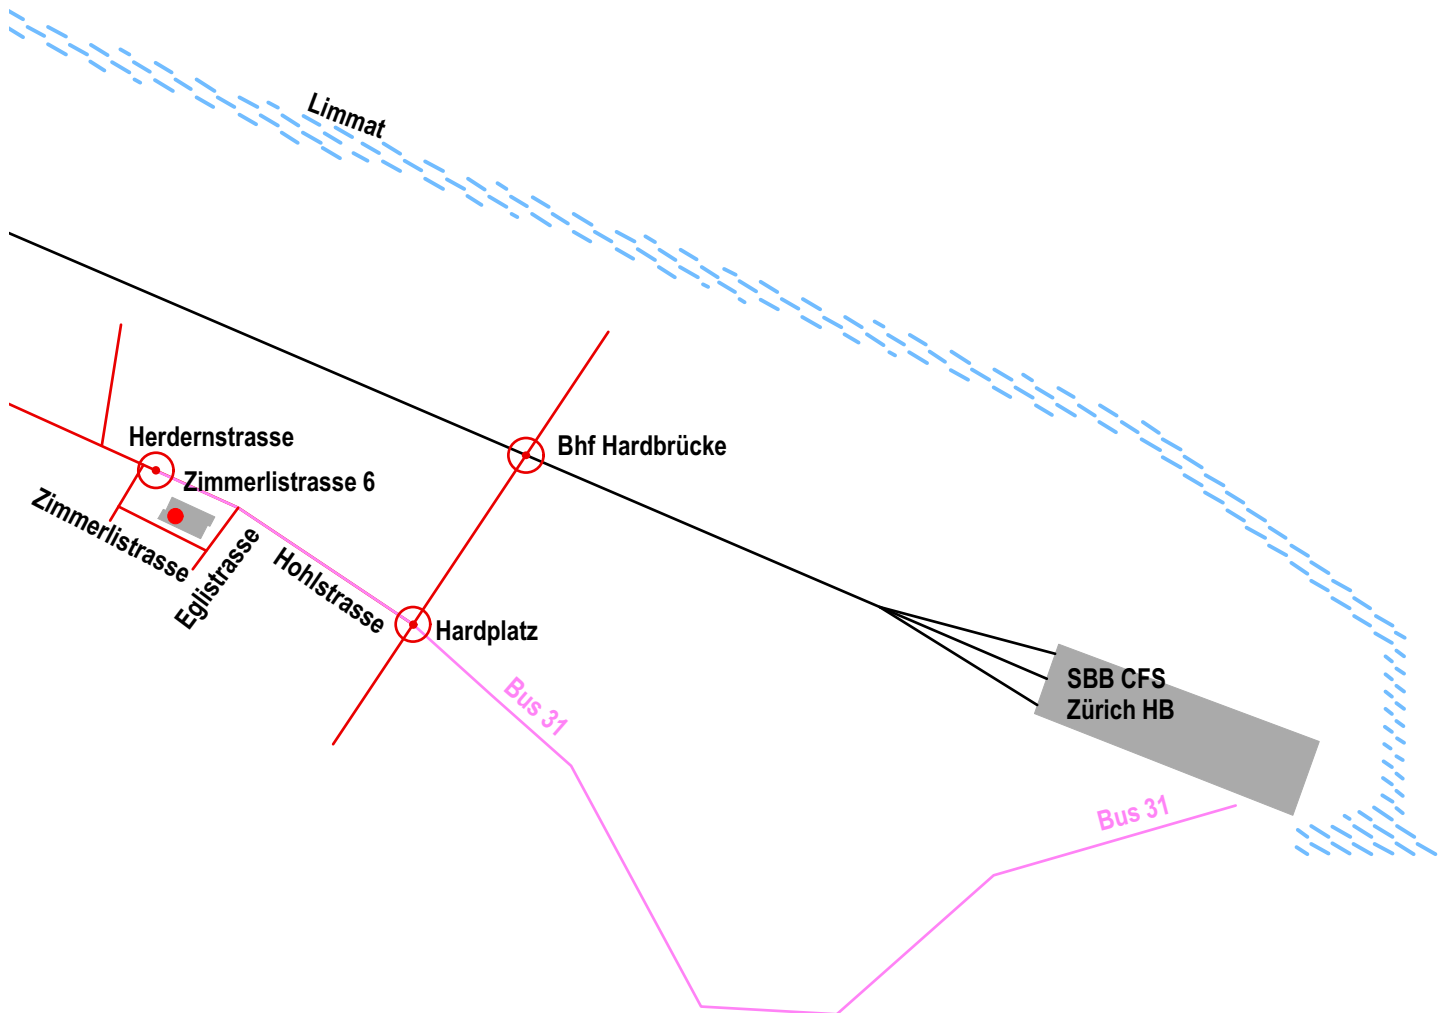 Limmat
Herdernstrasse
Bhf Hardbrücke
Zimmerlistrasse 6
Zimmerlistrasse
Eglistrasse
Hohlstrasse
Hardplatz
Bus 31
SBB CFS
Zürich HB
Bus 31